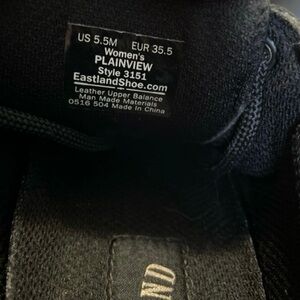 US 5.5M EUR 35.5
Women's
PLAINVIEW
Style 3151
EastlandShoe.com
Leather Upper Balance
Man Made Materials
0516 504 Made In China